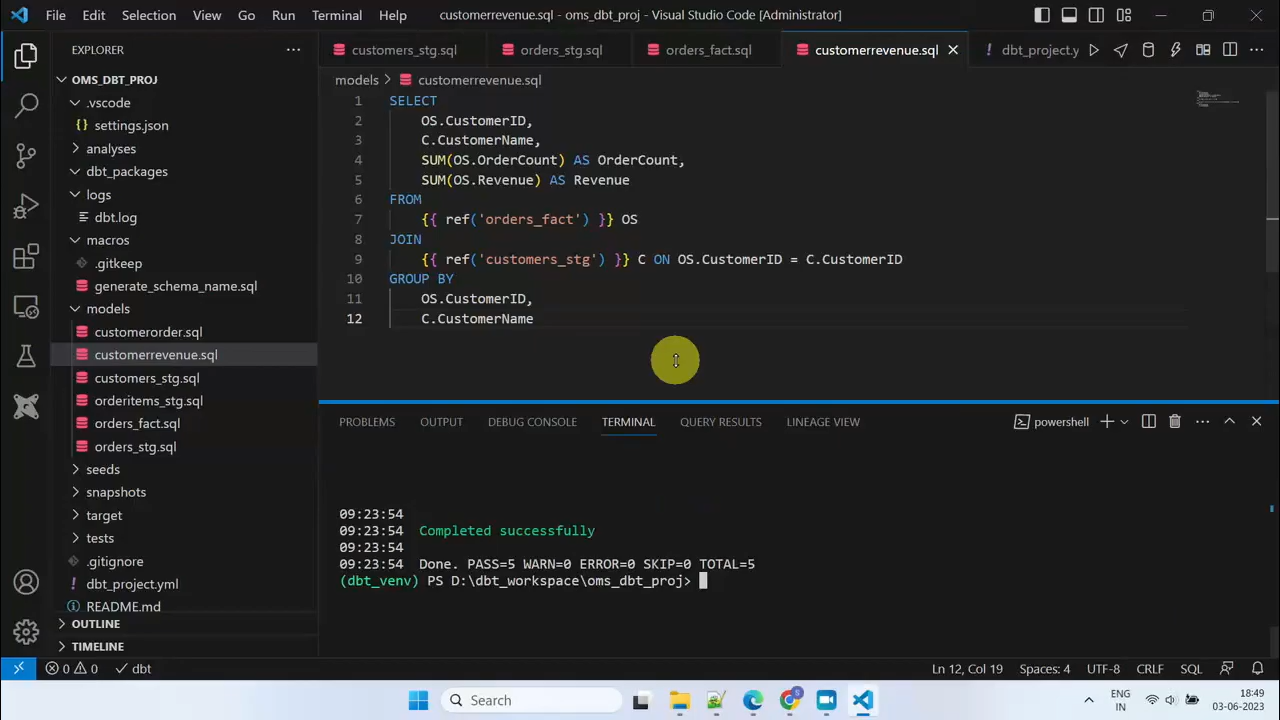 File Edit Selection View Go Run Terminal Help customerrevenue.sql - oms_dbt_proj - Visual Studio Code [Administrator]
EXPLORER
OMS_DBT_PROJ
.vscode
{} settings.json
analyses
dbt_packages
logs
dbt.log
macros
.gitkeep
generate_schema_name.sql
models
customerorder.sql
customerrevenue.sql
customers_stg.sql
orderitems_stg.sql
orders_fact.sql
orders_stg.sql
seeds
snapshots
target
tests
.gitignore
! dbt_project.yml
README.md
OUTLINE
TIMELINE
customers_stg.sql orders_stg.sql orders_fact.sql customerrevenue.sql ! dbt_project.y
models > customerrevenue.sql
1 SELECT
2 OS.CustomerID,
3 C.CustomerName,
4 SUM(OS.OrderCount) AS OrderCount,
5 SUM(OS.Revenue) AS Revenue
6 FROM
7 {{ ref('orders_fact') }} OS
8 JOIN
9 {{ ref('customers_stg') }} C ON OS.CustomerID = C.CustomerID
10 GROUP BY
11 OS.CustomerID,
12 C.CustomerName
PROBLEMS OUTPUT DEBUG CONSOLE TERMINAL QUERY RESULTS LINEAGE VIEW powershell
09:23:54
09:23:54 Completed successfully
09:23:54
09:23:54 Done. PASS=5 WARN=0 ERROR=0 SKIP=0 TOTAL=5
(dbt_venv) PS D:\dbt_workspace\oms_dbt_proj>
0 0 dbt Ln 12, Col 19 Spaces: 4 UTF-8 CRLF SQL
Search
ENG
IN
18:49
03-06-2023